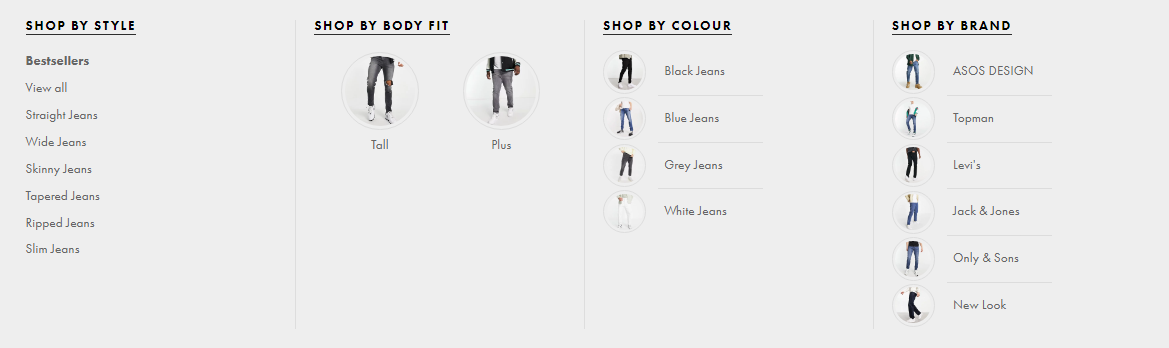 SHOP BY STYLE
Bestsellers
View all
Straight Jeans
Wide Jeans
Skinny Jeans
Tapered Jeans
Ripped Jeans
Slim Jeans
SHOP BY BODY FIT
Tall
Plus
SHOP BY COLOUR
Black Jeans
Blue Jeans
Grey Jeans
White Jeans
SHOP BY BRAND
ASOS DESIGN
Topman
Levi's
Jack & Jones
Only & Sons
New Look